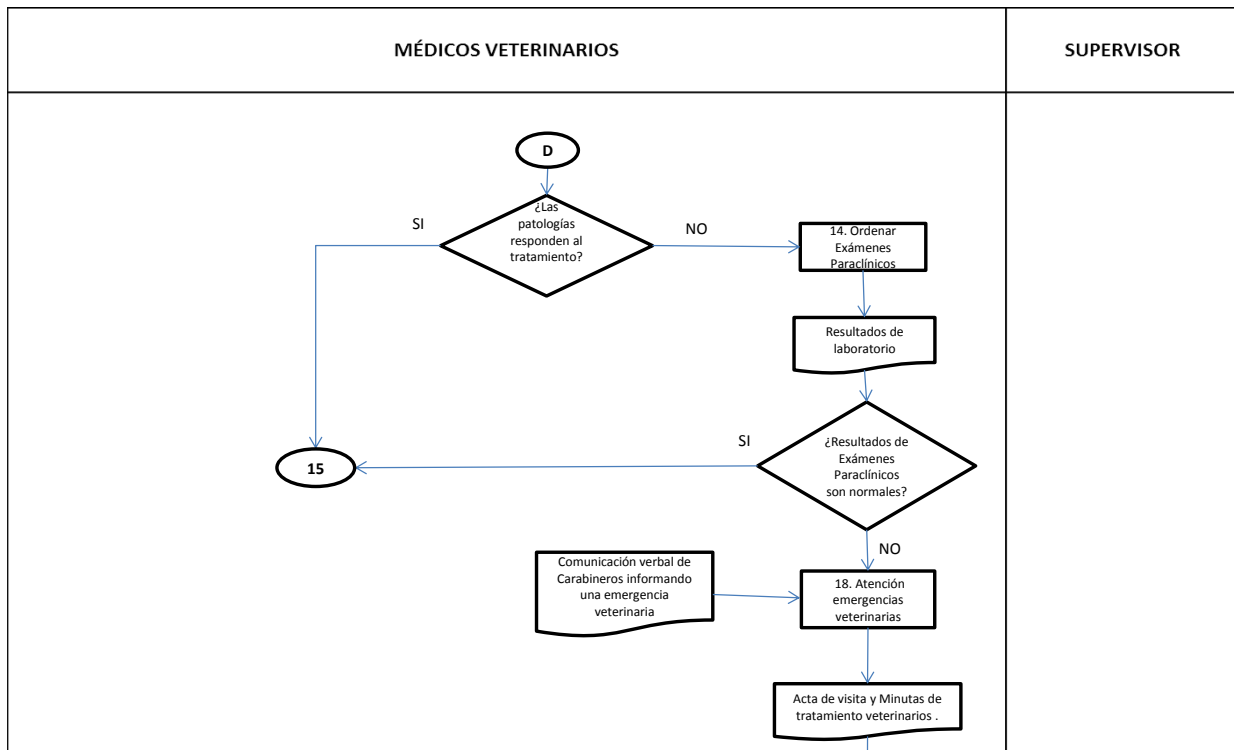 MÉDICOS VETERINARIOS
SUPERVISOR
D
¿Las
patologías
responden al
tratamiento?
SI
NO
14. Ordenar
Exámenes
Paraclínicos
Resultados de
laboratorio
¿Resultados de
Exámenes
Paraclínicos
son normales?
SI
15
NO
Comunicación verbal de
Carabineros informando
una emergencia
veterinaria
18. Atención
emergencias
veterinarias
Acta de visita y Minutas de
tratamiento veterinarios .